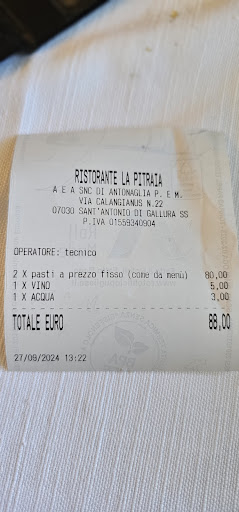 RISTORANTE LA PITRAIA
A E A SNC DI ANTONAGLIA P. E M.
VIA CALANGIANUS N.22
07030 SANT'ANTONIO DI GALLURA SS
P.IVA 01559340904
OPERATORE: tecnico
2 X pasti a prezzo fisso (come da menù) 80,00
1 X VINO 5,00
1 X ACQUA 3,00
TOTALE EURO 88,00
27/09/2024 13:22